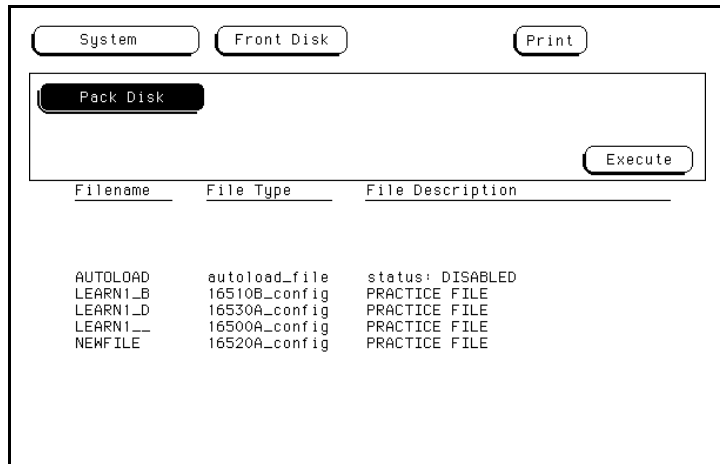 System Front Disk Print
Pack Disk
Execute
Filename File Type File Description
AUTOLOAD autoload_file status: DISABLED
LEARN1_B 16510B_config PRACTICE FILE
LEARN1_D 16530A_config PRACTICE FILE
LEARN1__ 16500A_config PRACTICE FILE
NEWFILE 16520A_config PRACTICE FILE